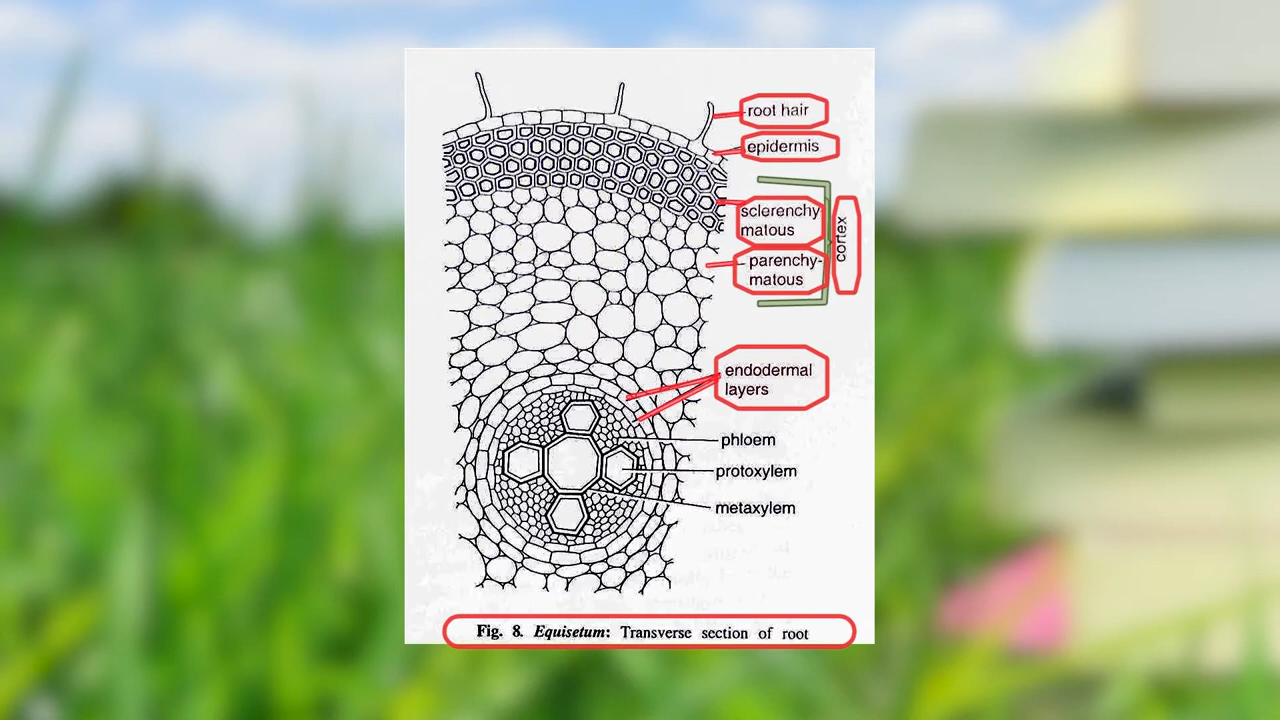 root hair
epidermis
sclerenchy
matous
parenchy-
matous
cortex
endodermal
layers
phloem
protoxylem
metaxylem
Fig. 8. Equisetum: Transverse section of root